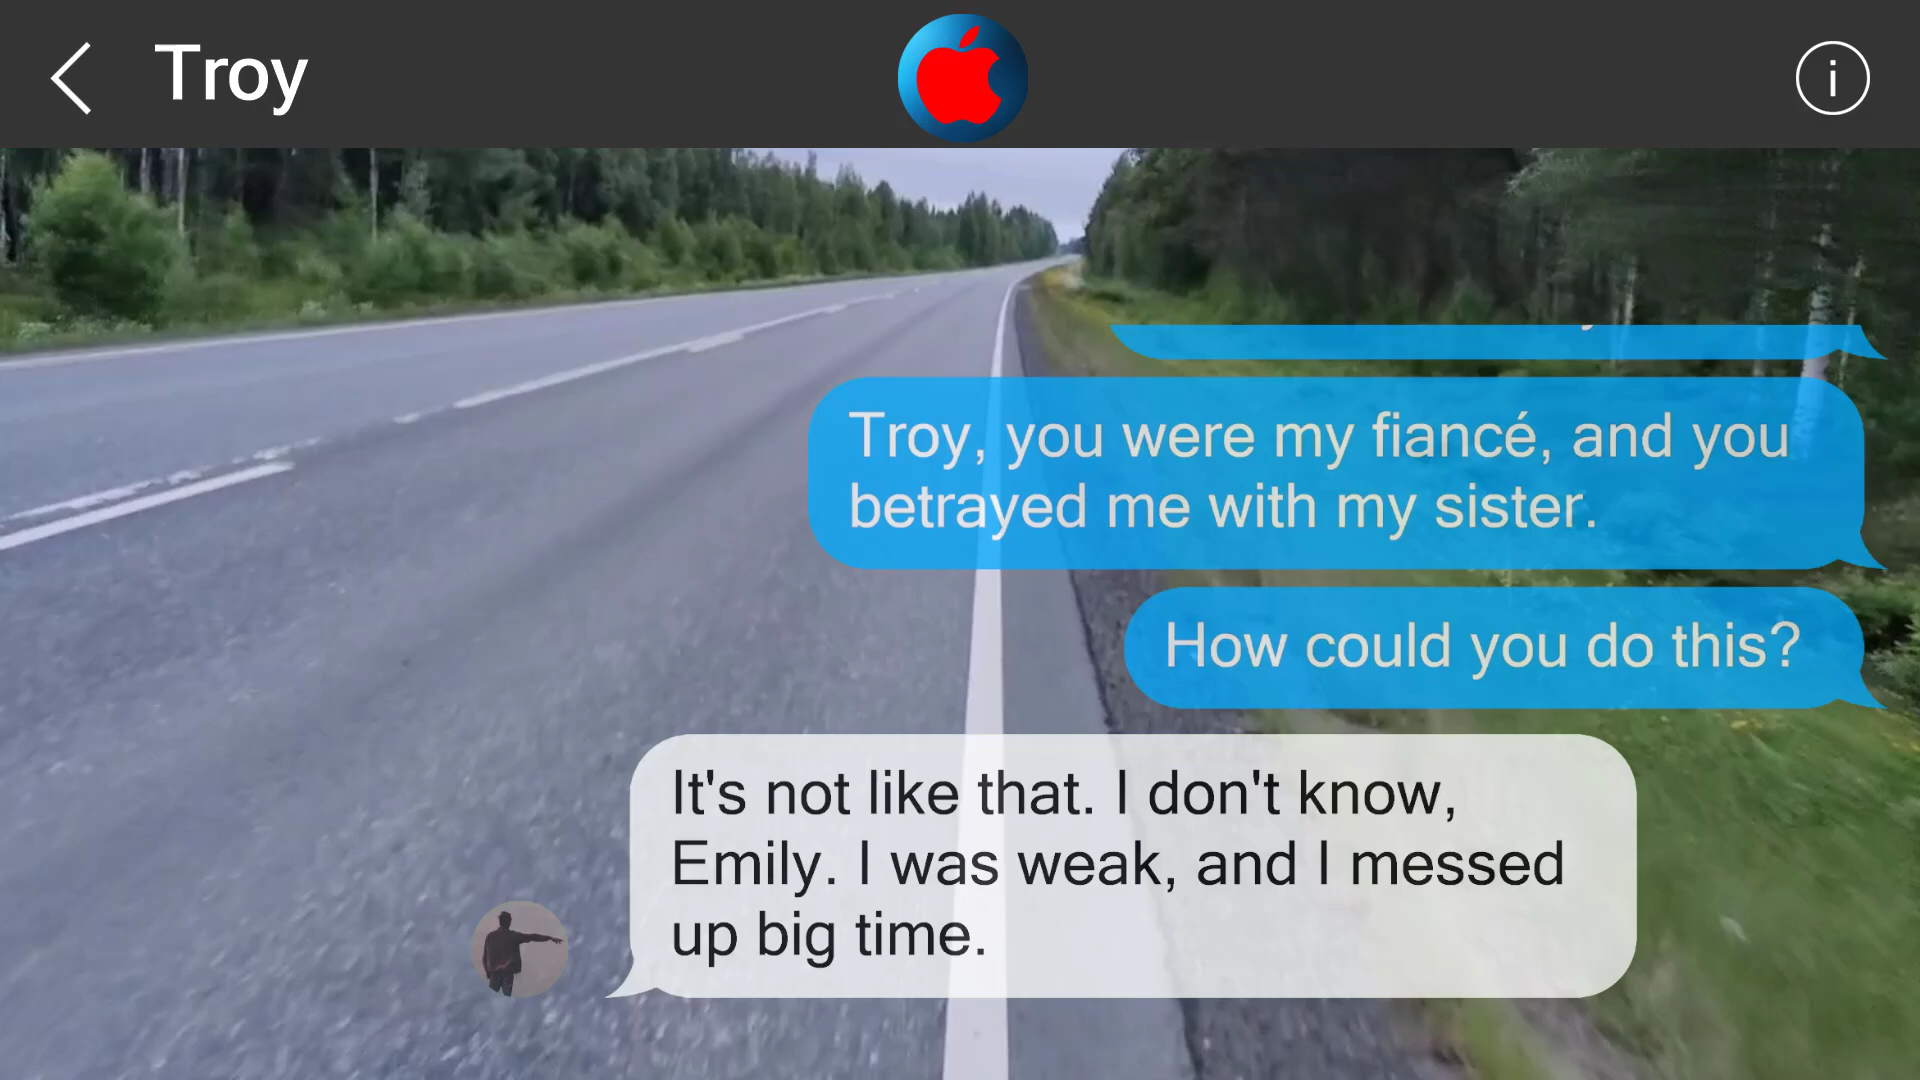 Troy
i
Troy, you were my fiancé, and you
betrayed me with my sister.
How could you do this?
It's not like that. I don't know,
Emily. I was weak, and I messed
up big time.